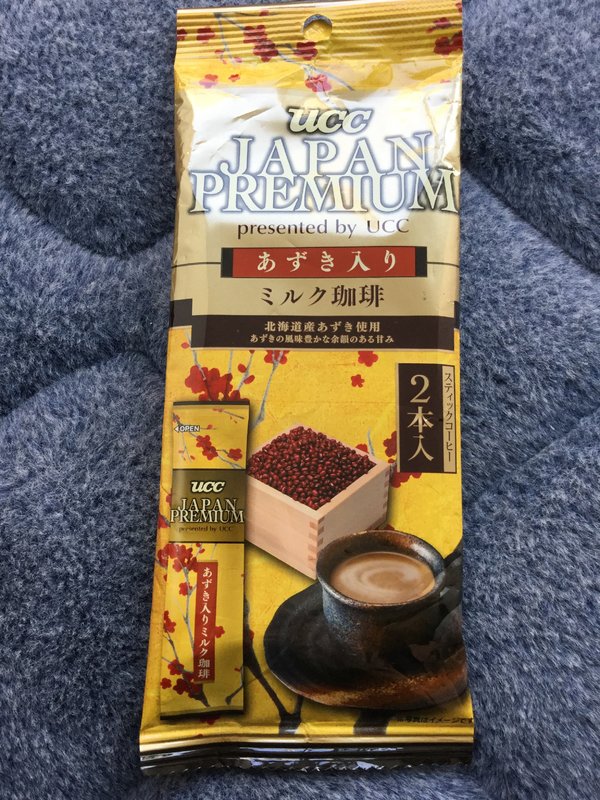 ucc
JAPAN
PREMIUM
presented by UCC
あずき入り
ミルク珈琲
北海道産あずき使用
あずきの風味豊かな余韻のある甘み
スティックコーヒー
2本入
OPEN
ucc
JAPAN
PREMIUM
presented by UCC
あずき入りミルク珈琲
※写真はイメージです